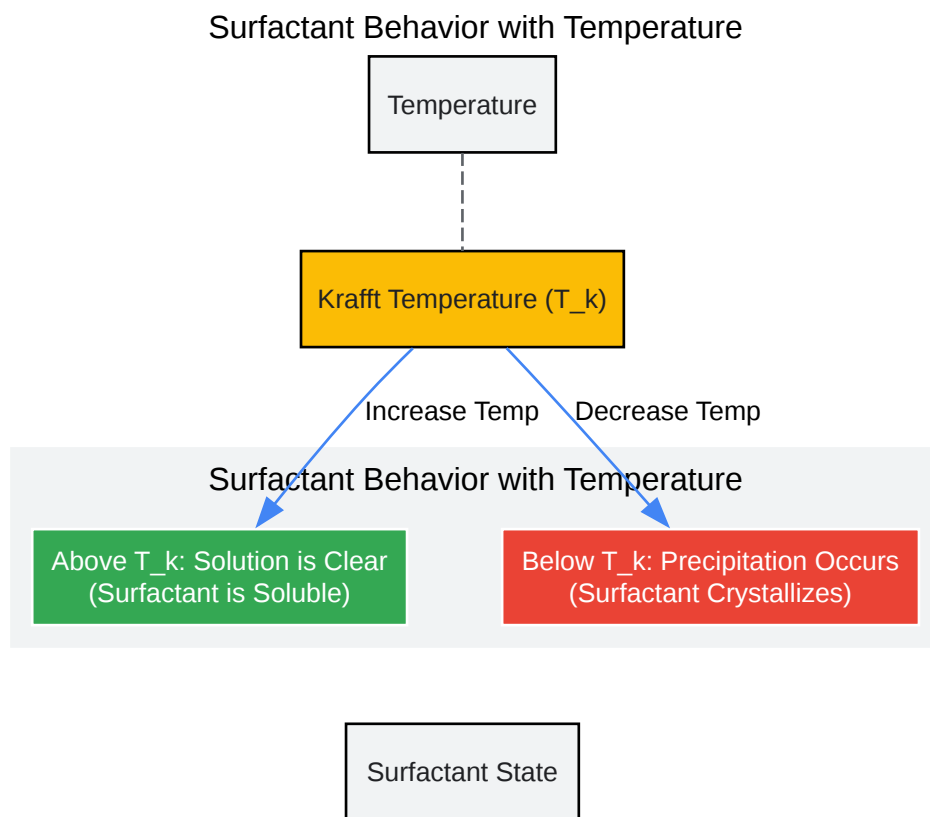 Surfactant Behavior with Temperature
Temperature
Krafft Temperature (T_k)
Increase Temp
Decrease Temp
Surfactant Behavior with Temperature
Above T_k: Solution is Clear
(Surfactant is Soluble)
Below T_k: Precipitation Occurs
(Surfactant Crystallizes)
Surfactant State